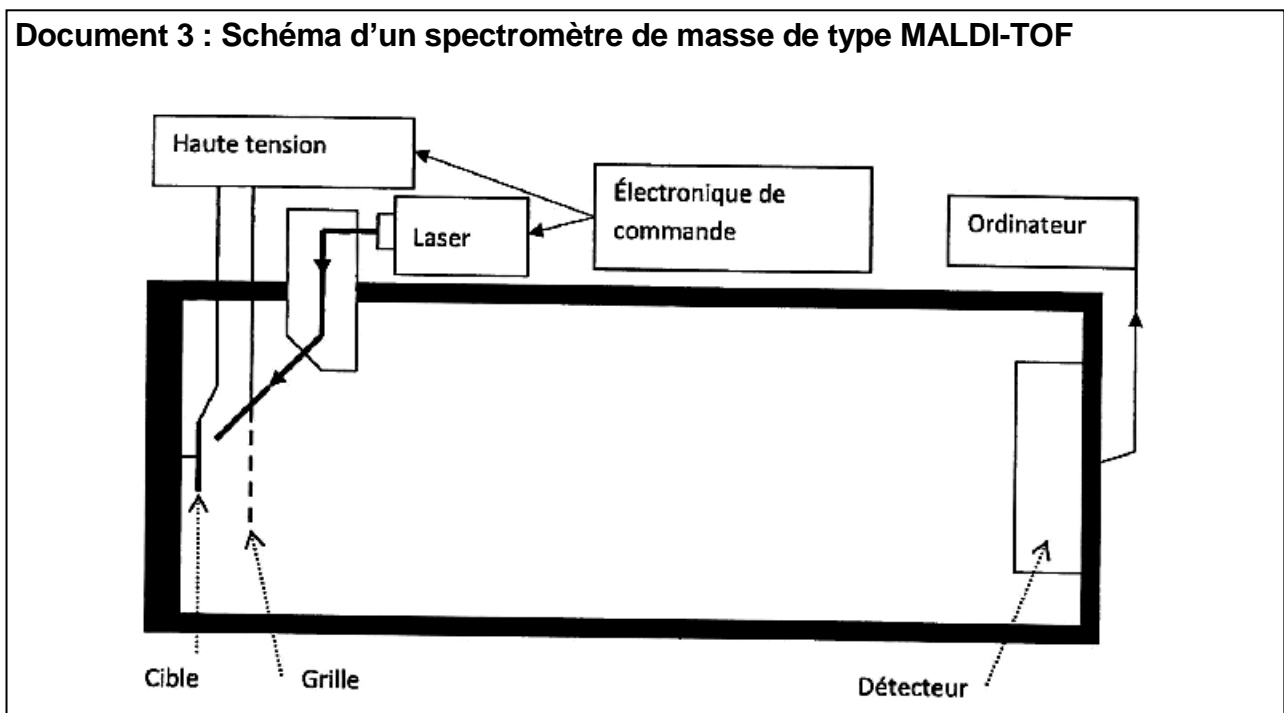 Document 3 : Schéma d’un spectromètre de masse de type MALDI-TOF
Haute tension
Laser
Électronique de
commande
Ordinateur
Cible
Grille
Détecteur